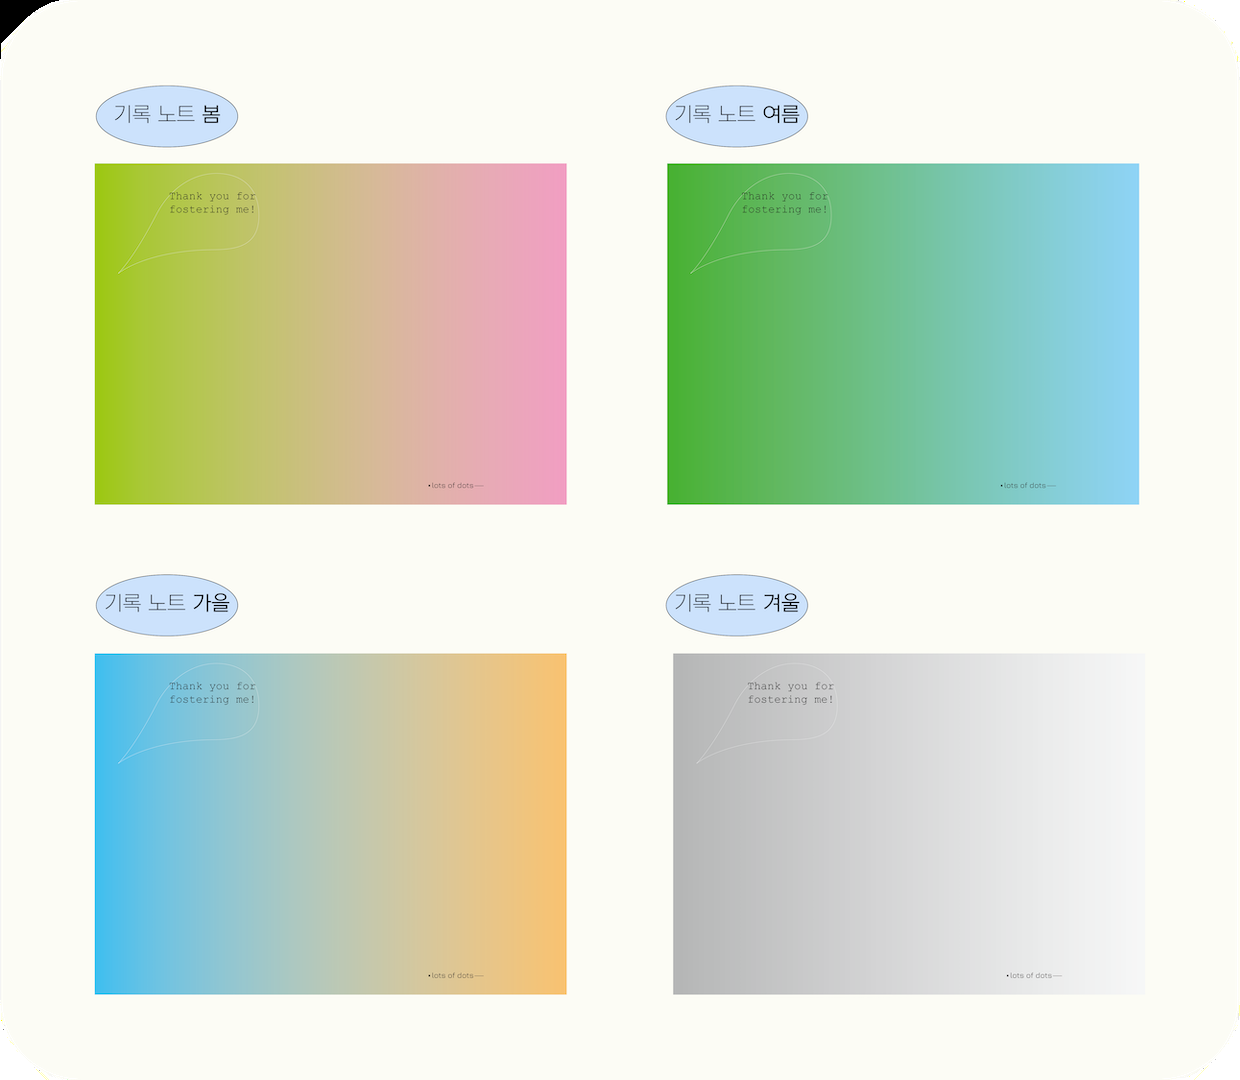 기록 노트 봄
기록 노트 여름
Thank you for
fostering me!
Thank you for
fostering me!
•lots of dots—
•lots of dots—
기록 노트 가을
기록 노트 겨울
Thank you for
fostering me!
Thank you for
fostering me!
•lots of dots—
•lots of dots—